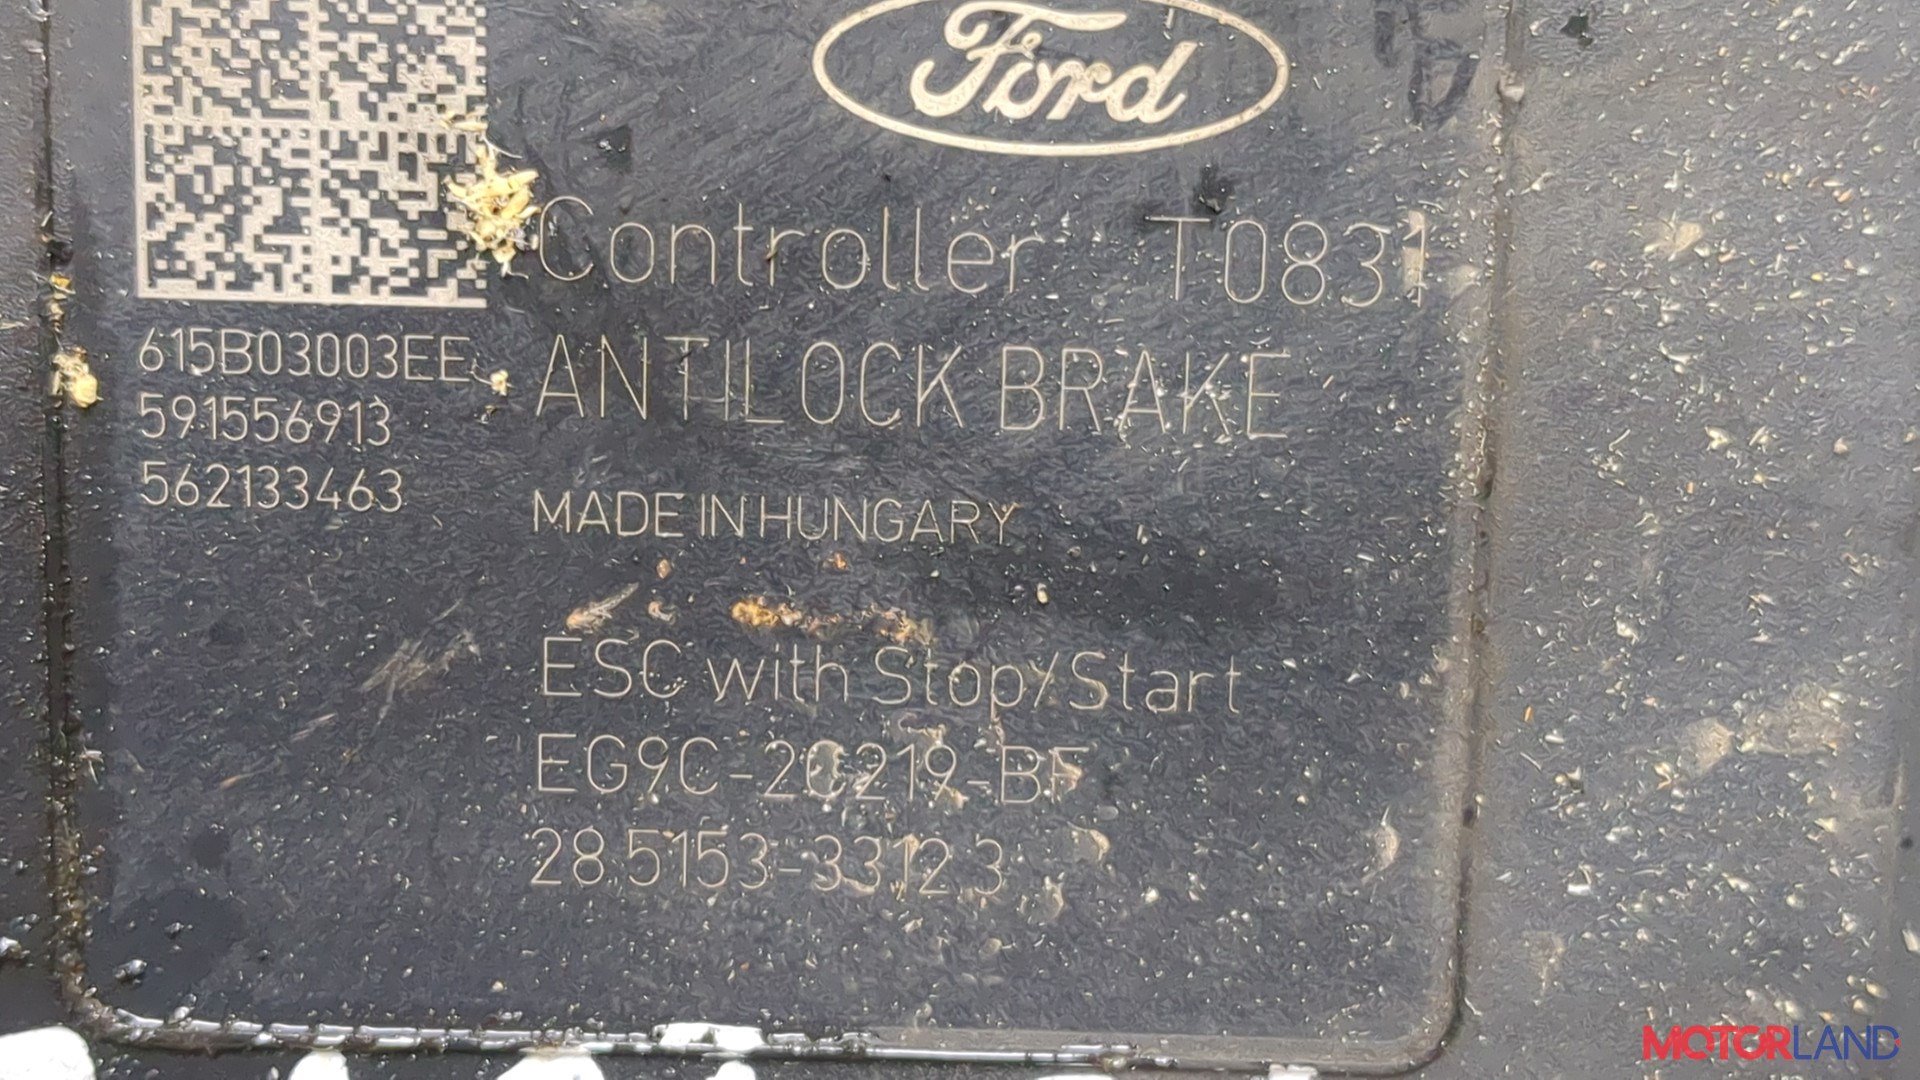 Ford
Controller T0831
ANTILOCK BRAKE
MADE IN HUNGARY
ESC with Stop/Start
EG9C-2C219-BF
28.5153-3312.3
615B03003EE
591556913
562133463
MOTORLAND